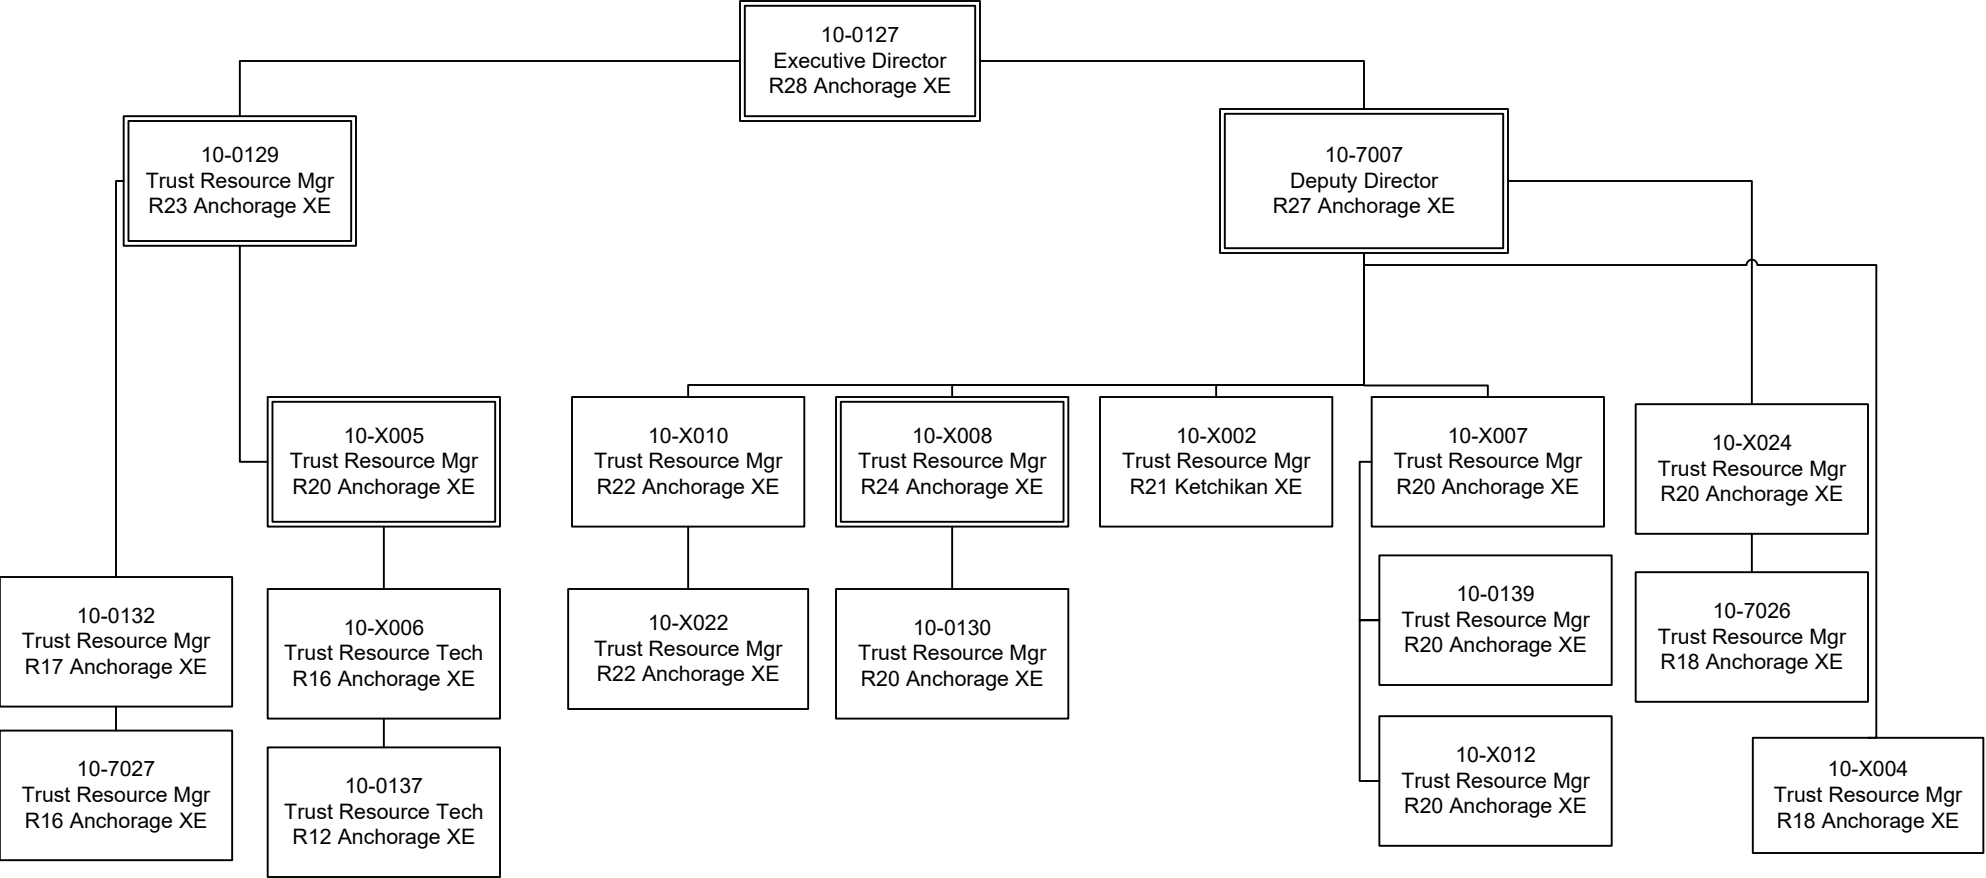 10-0127
Executive Director
R28 Anchorage XE
10-0129
Trust Resource Mgr
R23 Anchorage XE
10-7007
Deputy Director
R27 Anchorage XE
10-X005
Trust Resource Mgr
R20 Anchorage XE
10-X010
Trust Resource Mgr
R22 Anchorage XE
10-X008
Trust Resource Mgr
R24 Anchorage XE
10-X002
Trust Resource Mgr
R21 Ketchikan XE
10-X007
Trust Resource Mgr
R20 Anchorage XE
10-X024
Trust Resource Mgr
R20 Anchorage XE
10-0132
Trust Resource Mgr
R17 Anchorage XE
10-X006
Trust Resource Tech
R16 Anchorage XE
10-X022
Trust Resource Mgr
R22 Anchorage XE
10-0130
Trust Resource Mgr
R20 Anchorage XE
10-0139
Trust Resource Mgr
R20 Anchorage XE
10-7026
Trust Resource Mgr
R18 Anchorage XE
10-7027
Trust Resource Mgr
R16 Anchorage XE
10-0137
Trust Resource Tech
R12 Anchorage XE
10-X012
Trust Resource Mgr
R20 Anchorage XE
10-X004
Trust Resource Mgr
R18 Anchorage XE